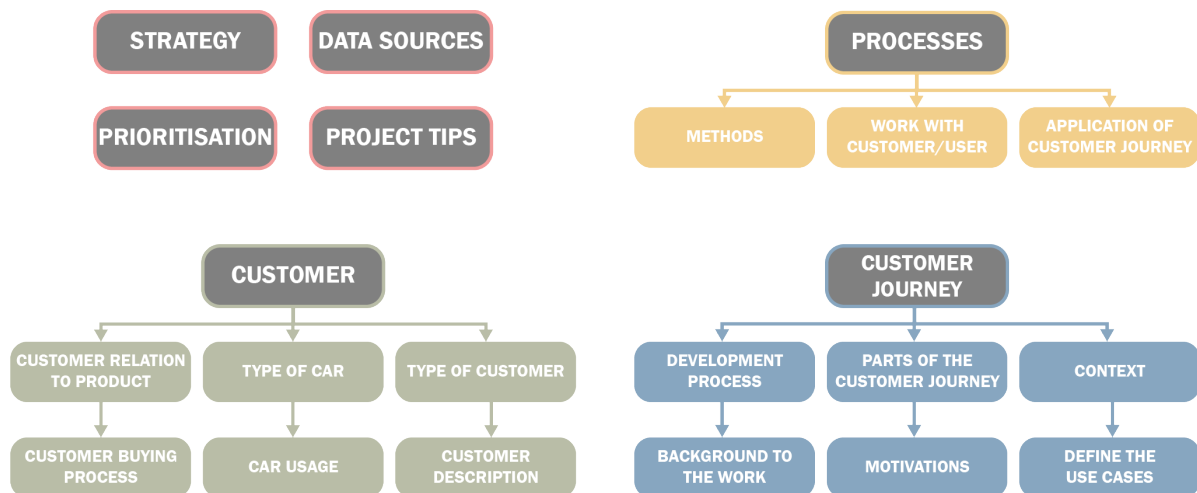 STRATEGY
DATA SOURCES
PRIORITISATION
PROJECT TIPS
PROCESSES
METHODS
WORK WITH
CUSTOMER/USER
APPLICATION OF
CUSTOMER JOURNEY
CUSTOMER
CUSTOMER RELATION
TO PRODUCT
TYPE OF CAR
TYPE OF CUSTOMER
CUSTOMER BUYING
PROCESS
CAR USAGE
CUSTOMER
DESCRIPTION
CUSTOMER
JOURNEY
DEVELOPMENT
PROCESS
PARTS OF THE
CUSTOMER JOURNEY
CONTEXT
BACKGROUND TO
THE WORK
MOTIVATIONS
DEFINE THE
USE CASES